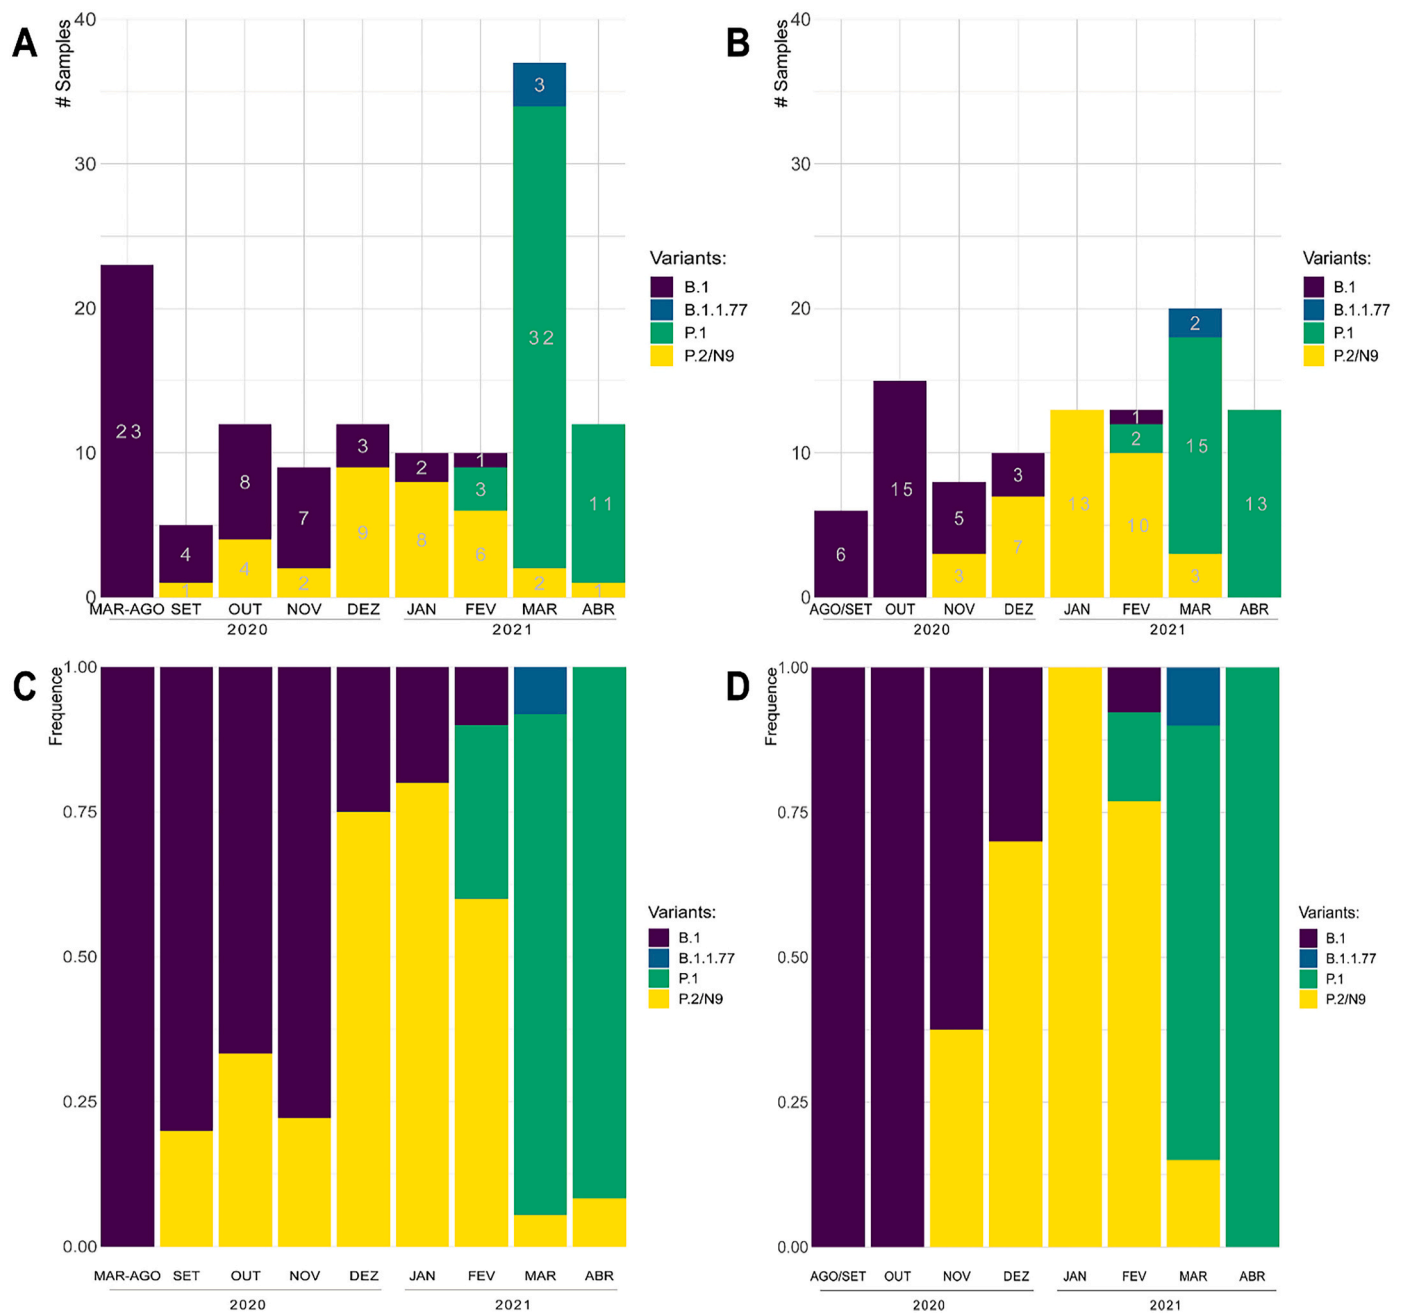 A
# Samples
40
30
20
10
0
3
32
23
8
3
2
1
3
11
4
7
9
8
6
1
4
2
2
1
MAR-AGO SET OUT NOV DEZ JAN FEV MAR ABR
2020 2021
Variants:
B.1
B.1.1.77
P.1
P.2/N9
B
# Samples
40
30
20
10
0
2
15
1
2
15
3
13
13
6
5
7
10
3
3
AGO/SET OUT NOV DEZ JAN FEV MAR ABR
2020 2021
Variants:
B.1
B.1.1.77
P.1
P.2/N9
C
Frequence
1.00
0.75
0.50
0.25
0.00
MAR-AGO SET OUT NOV DEZ JAN FEV MAR ABR
2020 2021
Variants:
B.1
B.1.1.77
P.1
P.2/N9
D
Frequence
1.00
0.75
0.50
0.25
0.00
AGO/SET OUT NOV DEZ JAN FEV MAR ABR
2020 2021
Variants:
B.1
B.1.1.77
P.1
P.2/N9